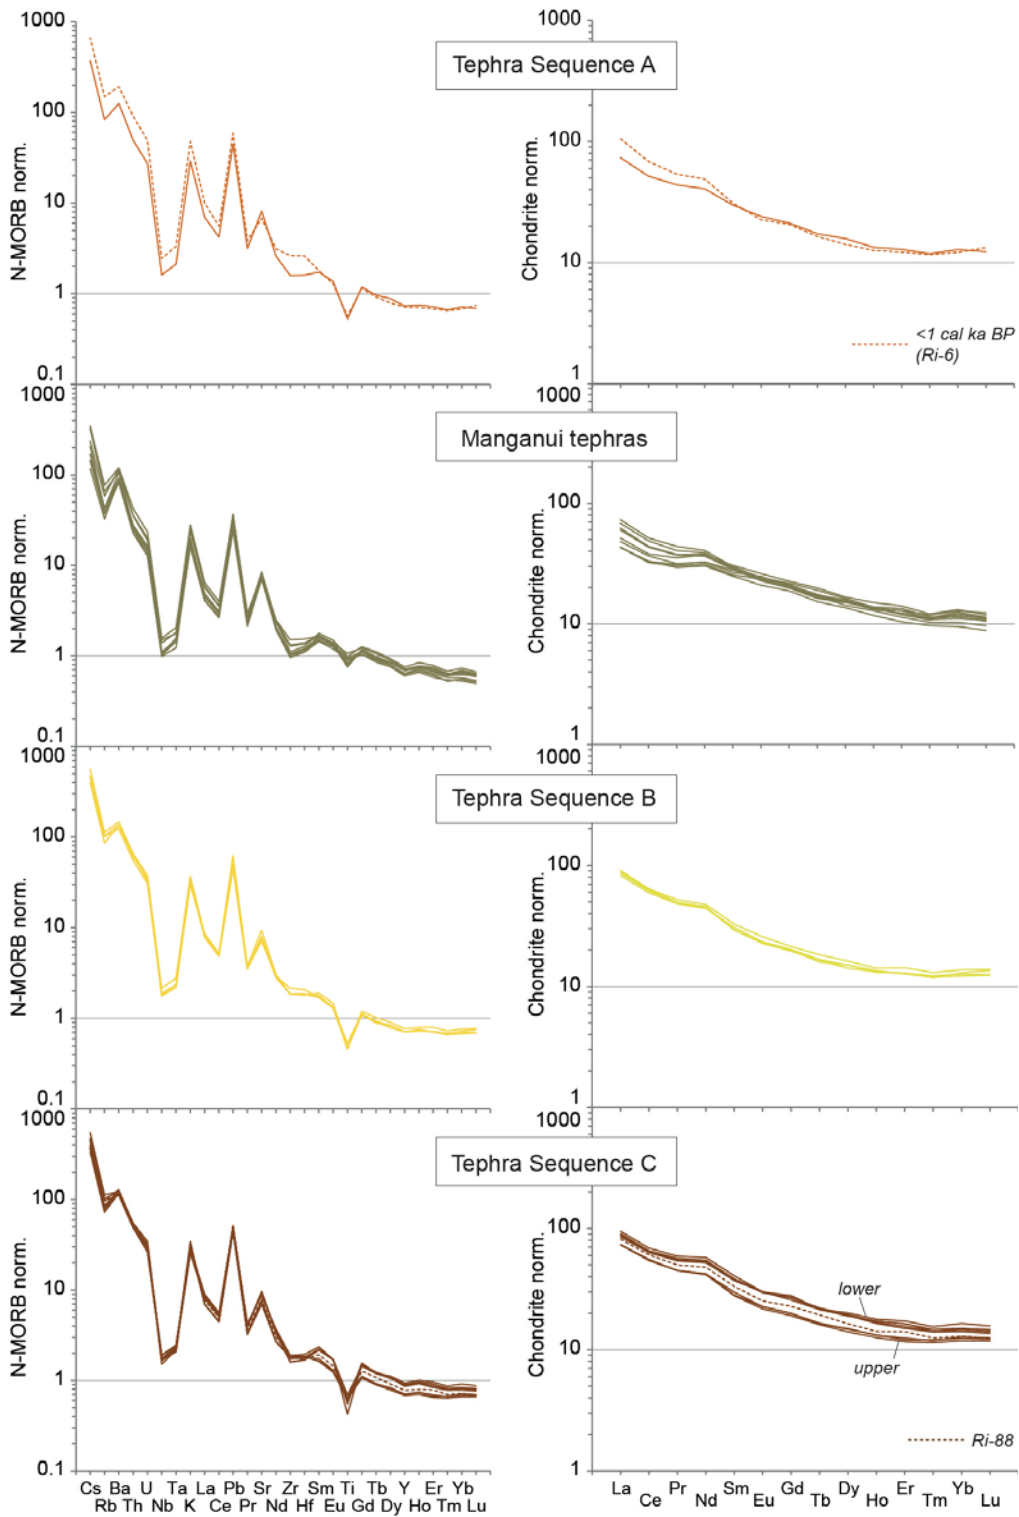 Tephra Sequence A
N-MORB norm.
1000
100
10
1
0.1
Chondrite norm.
1000
100
10
1
<1 cal ka BP
(Ri-6)
Manganui tephras
N-MORB norm.
1000
100
10
1
0.1
Chondrite norm.
1000
100
10
1
Tephra Sequence B
N-MORB norm.
1000
100
10
1
0.1
Chondrite norm.
1000
100
10
1
Tephra Sequence C
N-MORB norm.
1000
100
10
1
0.1
Chondrite norm.
1000
100
10
1
lower
upper
Ri-88
Cs Ba U Ta La Pb Sr Zr Sm Ti Tb Y Er Yb
Rb Th Nb K Ce Pr Nd Hf Eu Gd Dy Ho Tm Lu
La Pr Sm Gd Dy Er Yb
Ce Nd Eu Tb Ho Tm Lu